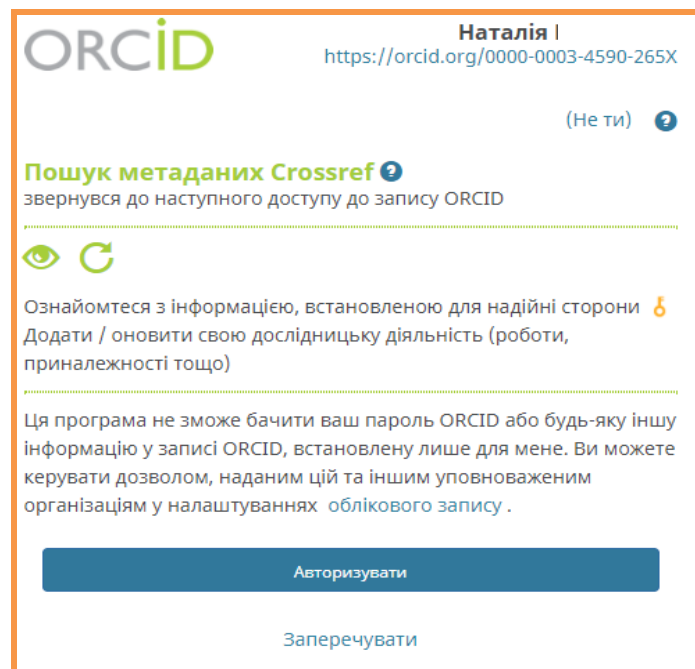 ORCiD
Наталія
https://orcid.org/0000-0003-4590-265X
(Не ти)
Пошук метаданих Crossref
звернувся до наступного доступу до запису ORCID
Ознайомтеся з інформацією, встановленою для надійні сторони
Додати / оновити свою дослідницьку діяльність (роботи,
приналежності тощо)
Ця програма не зможе бачити ваш пароль ORCID або будь-яку іншу
інформацію у записі ORCID, встановлену лише для мене. Ви можете
керувати дозволом, наданим цій та іншим уповноваженим
організаціям у налаштуваннях облікового запису .
Авторизувати
Заперечувати